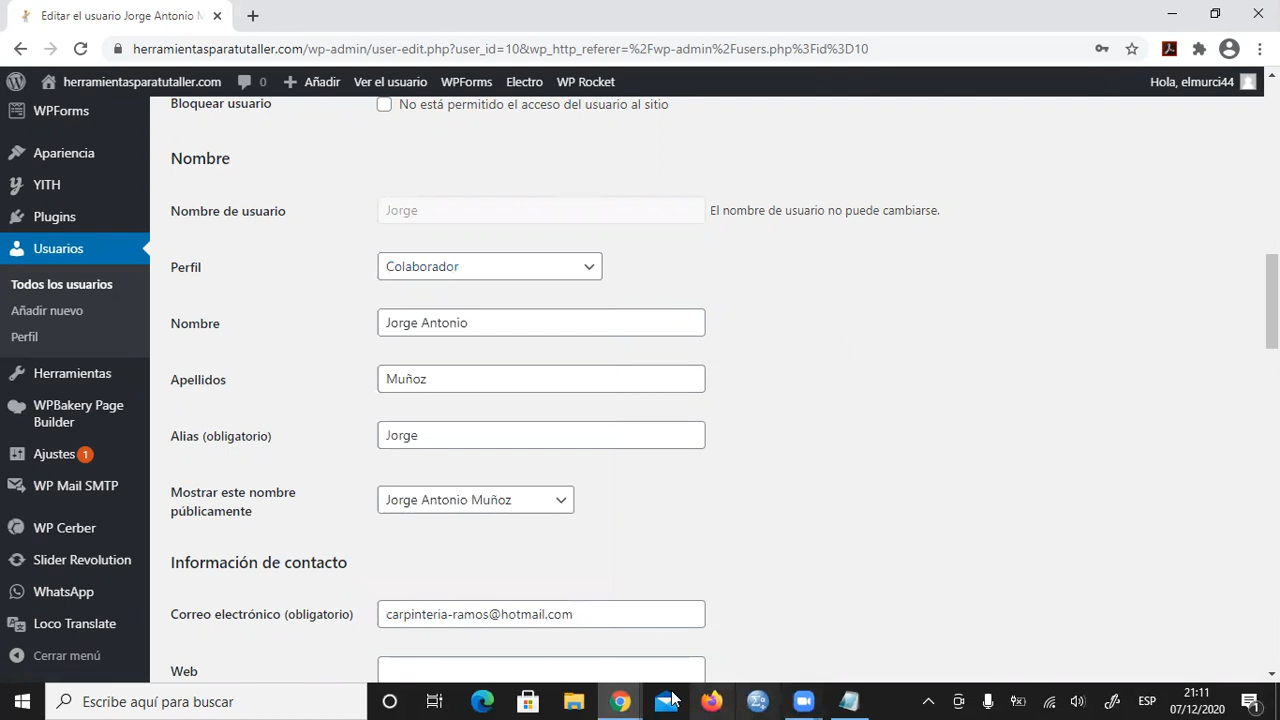 Editar el usuario Jorge Antonio M
herramientasparatutaller.com/wp-admin/user-edit.php?user_id=10&wp_http_referer=%2Fwp-admin%2Fusers.php%3Fid%3D10
herramientasparatutaller.com 0 Añadir Ver el usuario WPForms Electro WP Rocket Hola, elmurci44
WPForms
Apariencia
YITH
Plugins
Usuarios
Todos los usuarios
Añadir nuevo
Perfil
Herramientas
WPBakery Page
Builder
Ajustes 1
WP Mail SMTP
WP Cerber
Slider Revolution
WhatsApp
Loco Translate
Cerrar menú
Bloquear usuario No está permitido el acceso del usuario al sitio
Nombre
Nombre de usuario Jorge El nombre de usuario no puede cambiarse.
Perfil Colaborador
Nombre Jorge Antonio
Apellidos Muñoz
Alias (obligatorio) Jorge
Mostrar este nombre
públicamente Jorge Antonio Muñoz
Información de contacto
Correo electrónico (obligatorio) carpinteria-ramos@hotmail.com
Web
Escribe aquí para buscar
ESP
21:11
07/12/2020
1